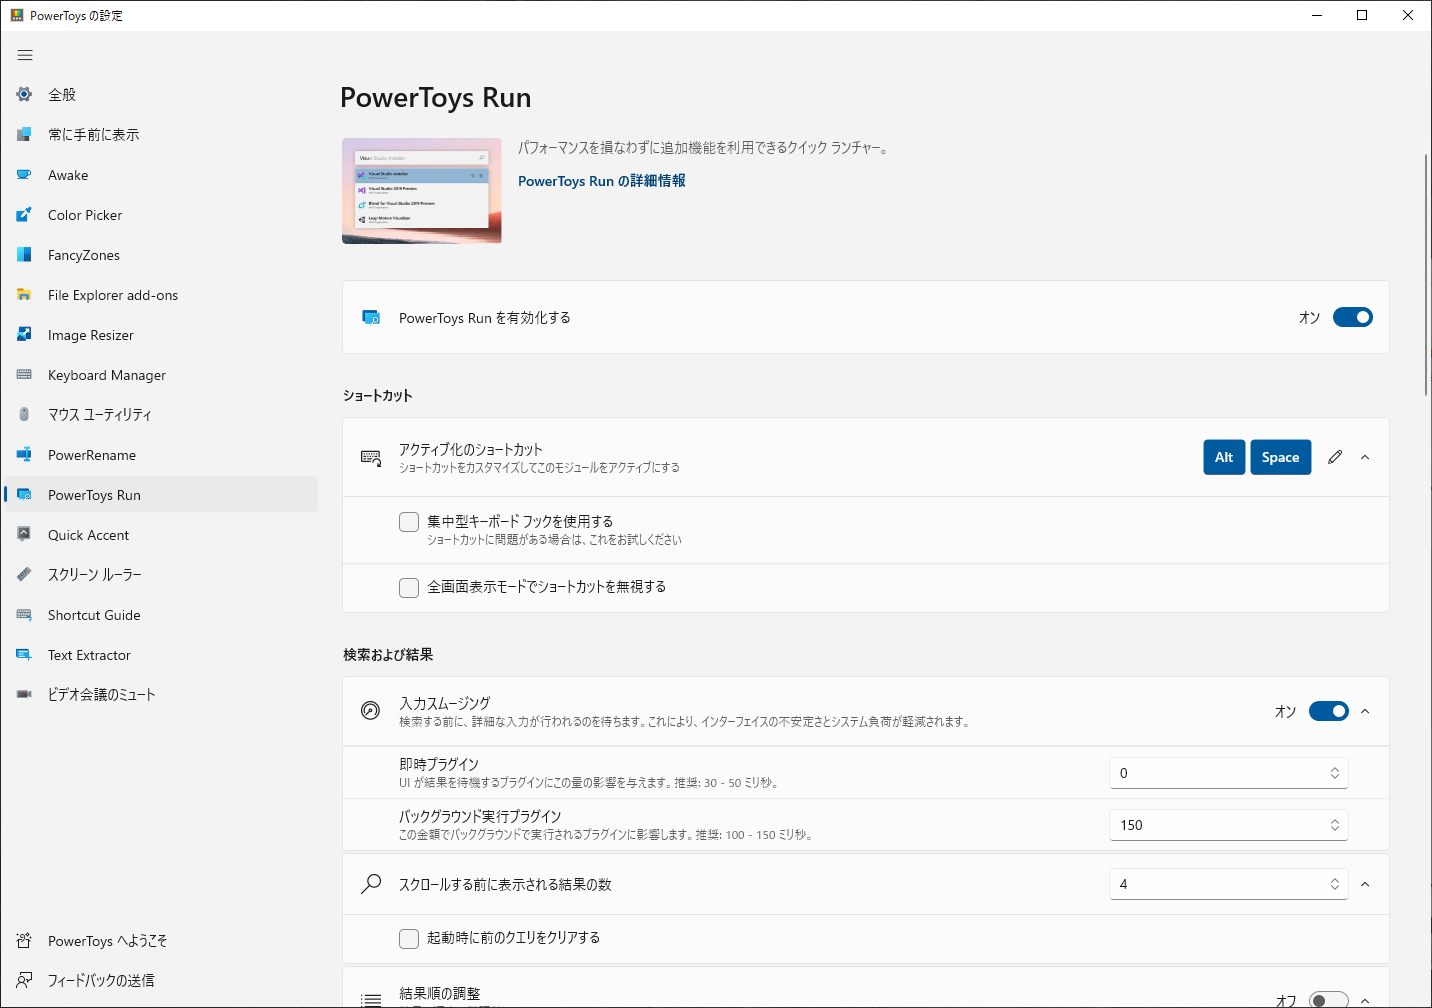 PowerToys の設定
全般
常に手前に表示
Awake
Color Picker
FancyZones
File Explorer add-ons
Image Resizer
Keyboard Manager
マウス ユーティリティ
PowerRename
PowerToys Run
Quick Accent
スクリーン ルーラー
Shortcut Guide
Text Extractor
ビデオ会議のミュート
PowerToys へようこそ
フィードバックの送信
PowerToys Run
Visual Studio Installer
Visual Studio Installer
Visual Studio 2019 Preview
Blend for Visual Studio 2019 Preview
Leap Motion Visualizer
パフォーマンスを損なわずに追加機能を利用できるクイック ランチャー。
PowerToys Run の詳細情報
PowerToys Run を有効化する
オン
ショートカット
アクティブ化のショートカット
ショートカットをカスタマイズしてこのモジュールをアクティブにする
Alt Space
集中型キーボード フックを使用する
ショートカットに問題がある場合は、これをお試しください
全画面表示モードでショートカットを無視する
検索および結果
入力スムージング
検索する前に、詳細な入力が行われるのを待ちます。これにより、インターフェイスの不安定さとシステム負荷が軽減されます。
オン
即時プラグイン
UI が結果を待機するプラグインにこの量の影響を与えます。推奨: 30 - 50 ミリ秒。
0
バックグラウンド実行プラグイン
この金額でバックグラウンドで実行されるプラグインに影響します。推奨: 100 - 150 ミリ秒。
150
スクロールする前に表示される結果の数
4
起動時に前のクエリをクリアする
結果順の調整
オフ